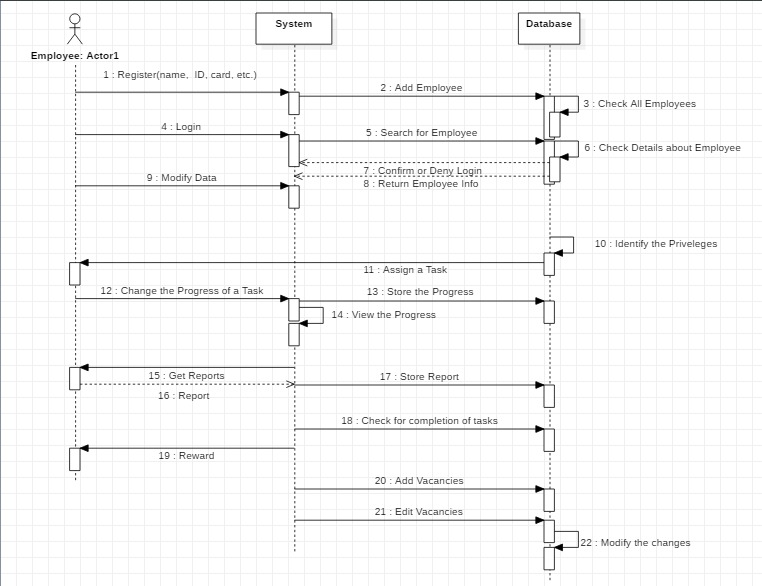 System
Database
Employee: Actor1
1 : Register(name,  ID, card, etc.)
2 : Add Employee
3 : Check All Employees
4 : Login
5 : Search for Employee
6 : Check Details about Employee
7 : Confirm or Deny Login
9 : Modify Data
8 : Return Employee Info
10 : Identify the Priveleges
11 : Assign a Task
12 : Change the Progress of a Task
13 : Store the Progress
14 : View the Progress
15 : Get Reports
17 : Store Report
16 : Report
18 : Check for completion of tasks
19 : Reward
20 : Add Vacancies
21 : Edit Vacancies
22 : Modify the changes